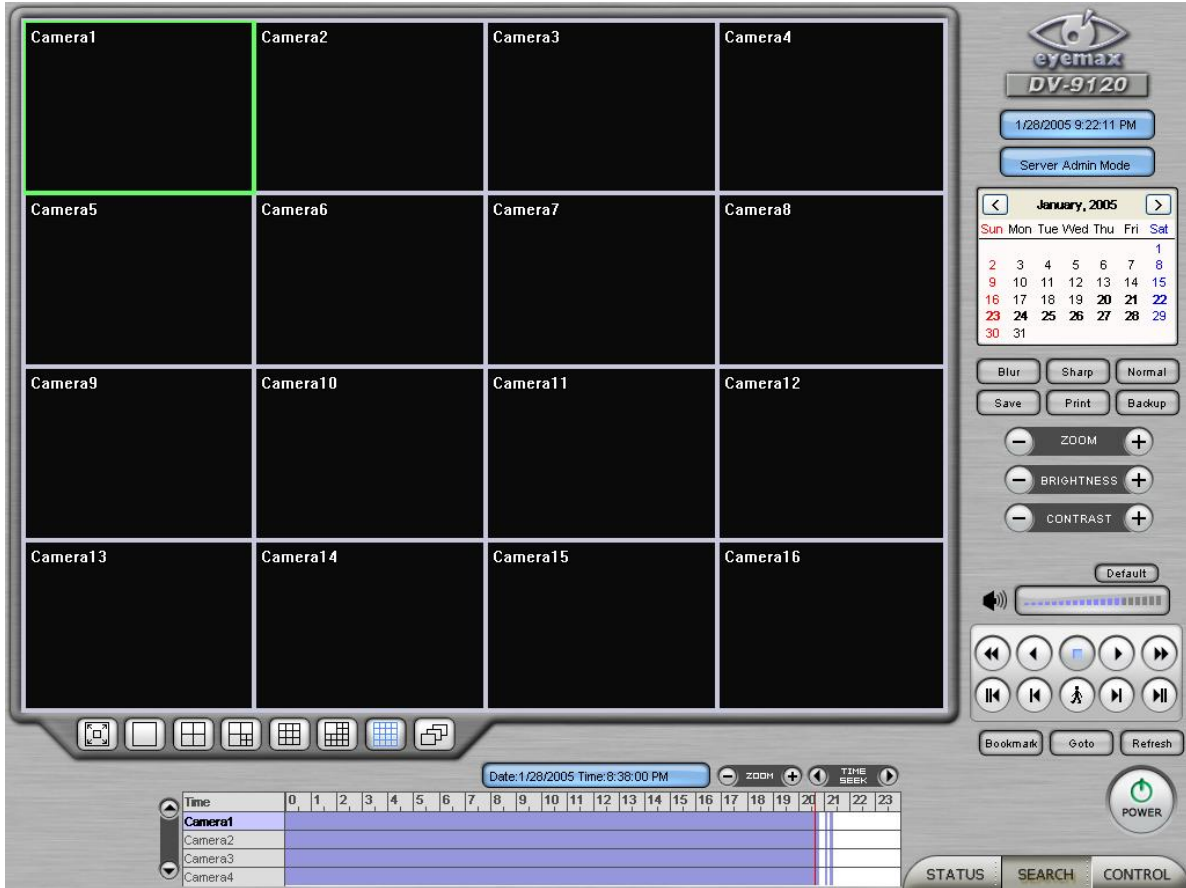 Camera1 Camera2 Camera3 Camera4
Camera5 Camera6 Camera7 Camera8
Camera9 Camera10 Camera11 Camera12
Camera13 Camera14 Camera15 Camera16
eyemax
DV-9120
1/28/2005 9:22:11 PM
Server Admin Mode
January, 2005
Sun Mon Tue Wed Thu Fri Sat
1
2 3 4 5 6 7 8
9 10 11 12 13 14 15
16 17 18 19 20 21 22
23 24 25 26 27 28 29
30 31
Blur Sharp Normal
Save Print Backup
ZOOM
BRIGHTNESS
CONTRAST
Default
Bookmark Goto Refresh
Date:1/28/2005 Time:8:38:00 PM ZOOM TIME SEEK
Time 0 1 2 3 4 5 6 7 8 9 10 11 12 13 14 15 16 17 18 19 20 21 22 23
Camera1
Camera2
Camera3
Camera4
POWER
STATUS SEARCH CONTROL